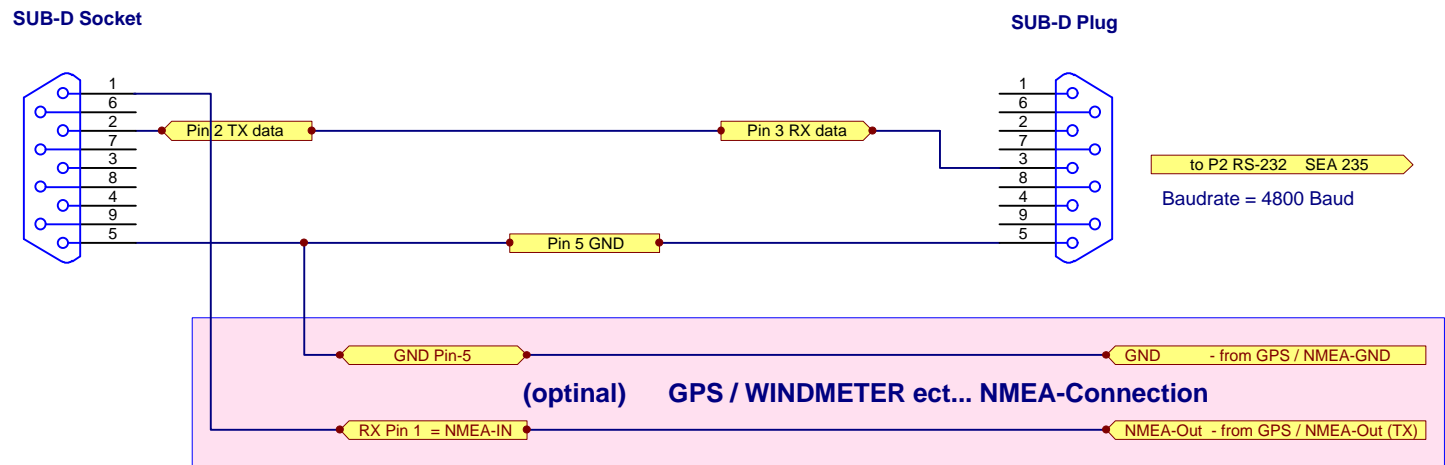 SUB-D Socket
SUB-D Plug
1
6
2
7
3
8
4
9
5
Pin 2 TX data
Pin 3 RX data
Pin 5 GND
1
6
2
7
3
8
4
9
5
to P2 RS-232 SEA 235
Baudrate = 4800 Baud
GND Pin-5
GND - from GPS / NMEA-GND
(optinal) GPS / WINDMETER ect... NMEA-Connection
RX Pin 1 = NMEA-IN
NMEA-Out - from GPS / NMEA-Out (TX)